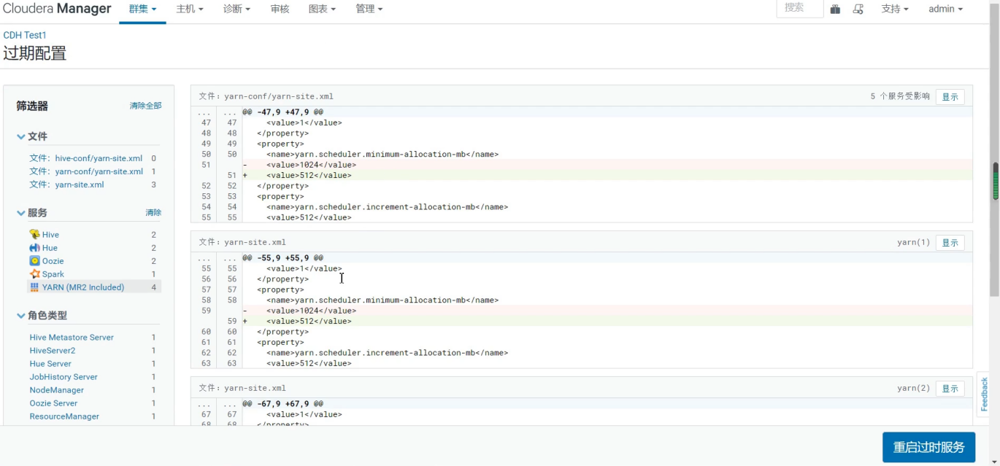 Cloudera Manager 群集 主机 诊断 审核 图表 管理 搜索 支持 admin
CDH Test1
过期配置
筛选器 清除全部
文件
文件: hive-conf/yarn-site.xml 0
文件: yarn-conf/yarn-site.xml 1
文件: yarn-site.xml 3
服务 清除
Hive 2
Hue 2
Oozie 2
Spark 1
YARN (MR2 Included) 4
角色类型
Hive Metastore Server 1
HiveServer2 1
Hue Server 1
JobHistory Server 1
NodeManager 1
Oozie Server 1
ResourceManager 1
文件: yarn-conf/yarn-site.xml 5 个服务受影响 显示
... ... @@ -47,9 +47,9 @@
47 47 <value>1</value>
48 48 </property>
49 49 <property>
50 50 <name>yarn.scheduler.minimum-allocation-mb</name>
51 - <value>1024</value>
51 + <value>512</value>
52 52 </property>
53 53 <property>
54 54 <name>yarn.scheduler.increment-allocation-mb</name>
55 55 <value>512</value>
文件: yarn-site.xml yarn(1) 显示
... ... @@ -55,9 +55,9 @@
55 55 <value>1</value>
56 56 </property>
57 57 <property>
58 58 <name>yarn.scheduler.minimum-allocation-mb</name>
59 - <value>1024</value>
59 + <value>512</value>
60 60 </property>
61 61 <property>
62 62 <name>yarn.scheduler.increment-allocation-mb</name>
63 63 <value>512</value>
文件: yarn-site.xml yarn(2) 显示
... ... @@ -67,9 +67,9 @@
67 67 <value>1</value>
68 68 </property>
Feedback
重启过时服务